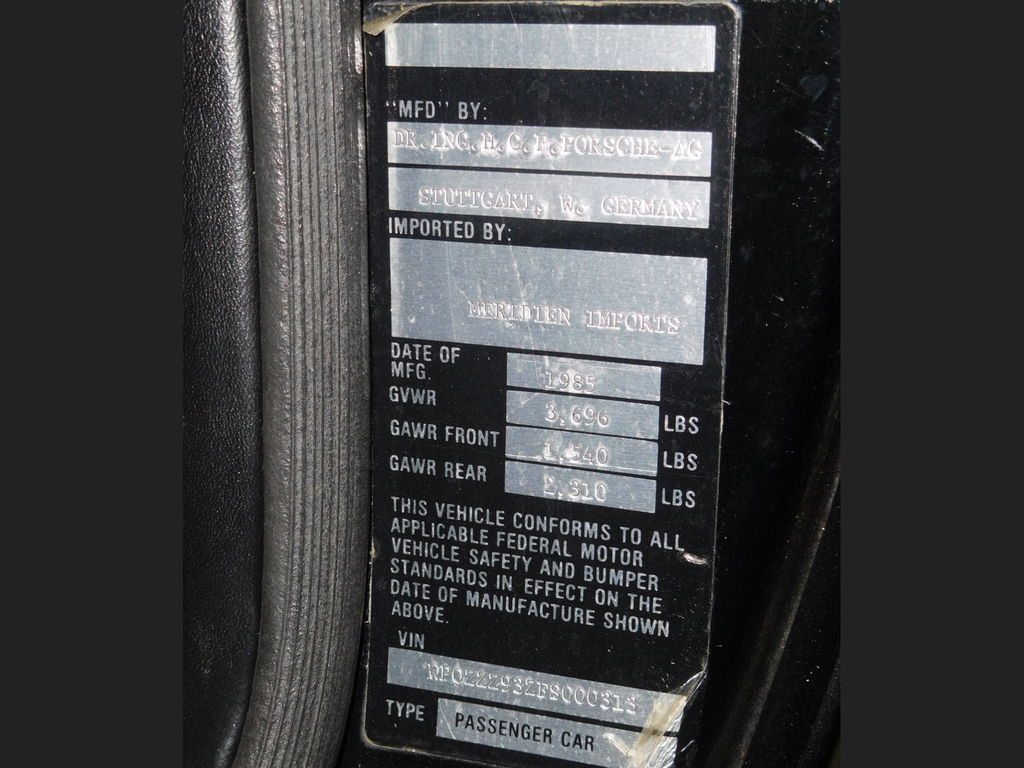 "MFD" BY:
DR.ING.H.C.F.PORSCHE-AG
STUTTGART, W. GERMANY
IMPORTED BY:
MERIDIEN IMPORTS
DATE OF
MFG. 1985
GVWR 3,696 LBS
GAWR FRONT 1,540 LBS
GAWR REAR 2,310 LBS
THIS VEHICLE CONFORMS TO ALL
APPLICABLE FEDERAL MOTOR
VEHICLE SAFETY AND BUMPER
STANDARDS IN EFFECT ON THE
DATE OF MANUFACTURE SHOWN
ABOVE.
VIN
WP0ZZZ93ZFS000313
TYPE PASSENGER CAR